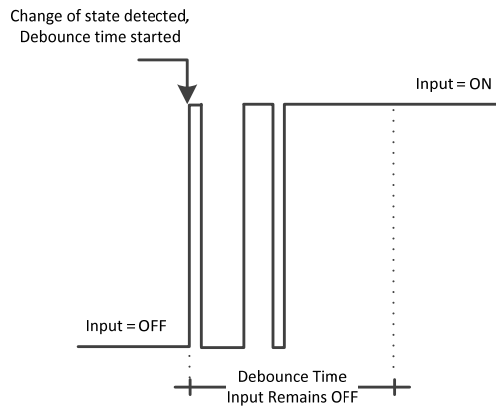 Change of state detected,
Debounce time started
Input = ON
Input = OFF
Debounce Time
Input Remains OFF